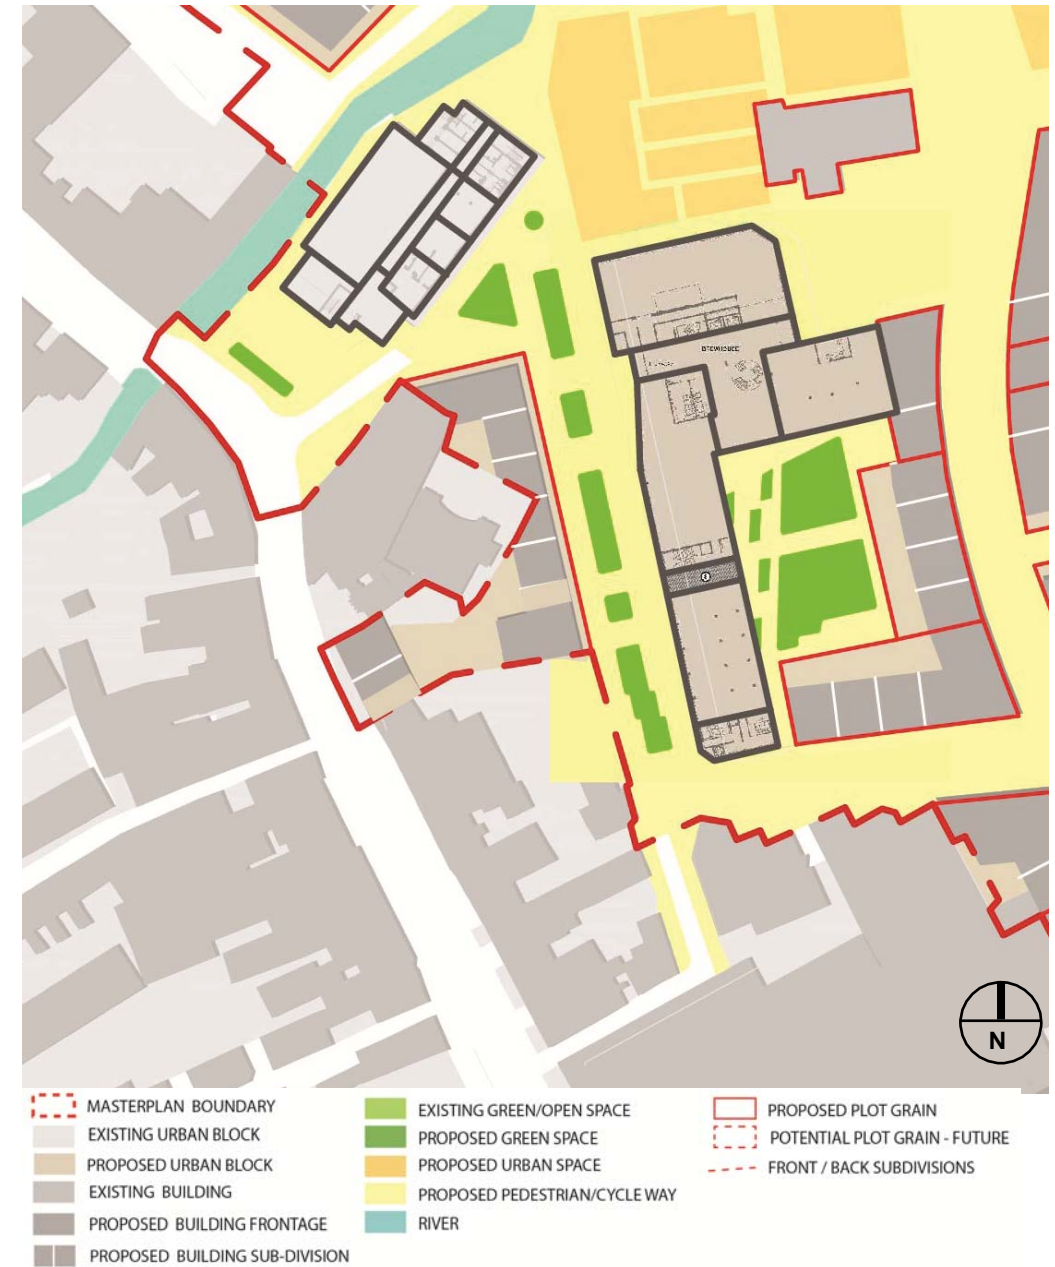 BREWHOUSE
N
MASTERPLAN BOUNDARY
EXISTING URBAN BLOCK
PROPOSED URBAN BLOCK
EXISTING BUILDING
PROPOSED BUILDING FRONTAGE
PROPOSED BUILDING SUB-DIVISION
EXISTING GREEN/OPEN SPACE
PROPOSED GREEN SPACE
PROPOSED URBAN SPACE
PROPOSED PEDESTRIAN/CYCLE WAY
RIVER
PROPOSED PLOT GRAIN
POTENTIAL PLOT GRAIN - FUTURE
FRONT / BACK SUBDIVISIONS